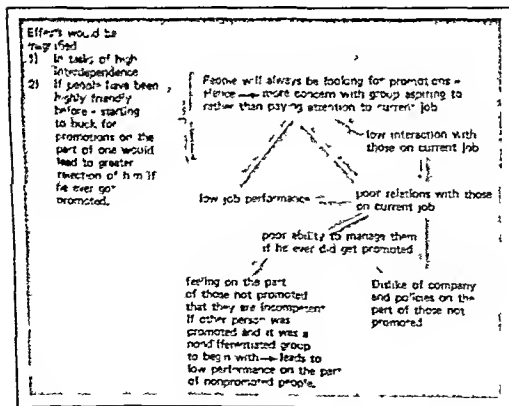 Effects would be
magnified
1) In tasks of high
interdependence
2) If people have been
highly friendly
before - starting
to buck for
promotions on the
part of one would
lead to greater
rejection of him if
he ever got
promoted.
People will always be looking for promotions -
Hence → more concern with group aspiring to
rather than paying attention to current job
low interaction with
those on current job
low job performance
poor relations with those
on current job
poor ability to manage them
if he ever did get promoted
feeling on the part
of those not promoted
that they are incompetent
if other person was
promoted and it was a
nondifferentiated group
to begin with → leads to
low performance on the part
of nonpromoted people.
Dislike of company
and policies on the
part of those not
promoted